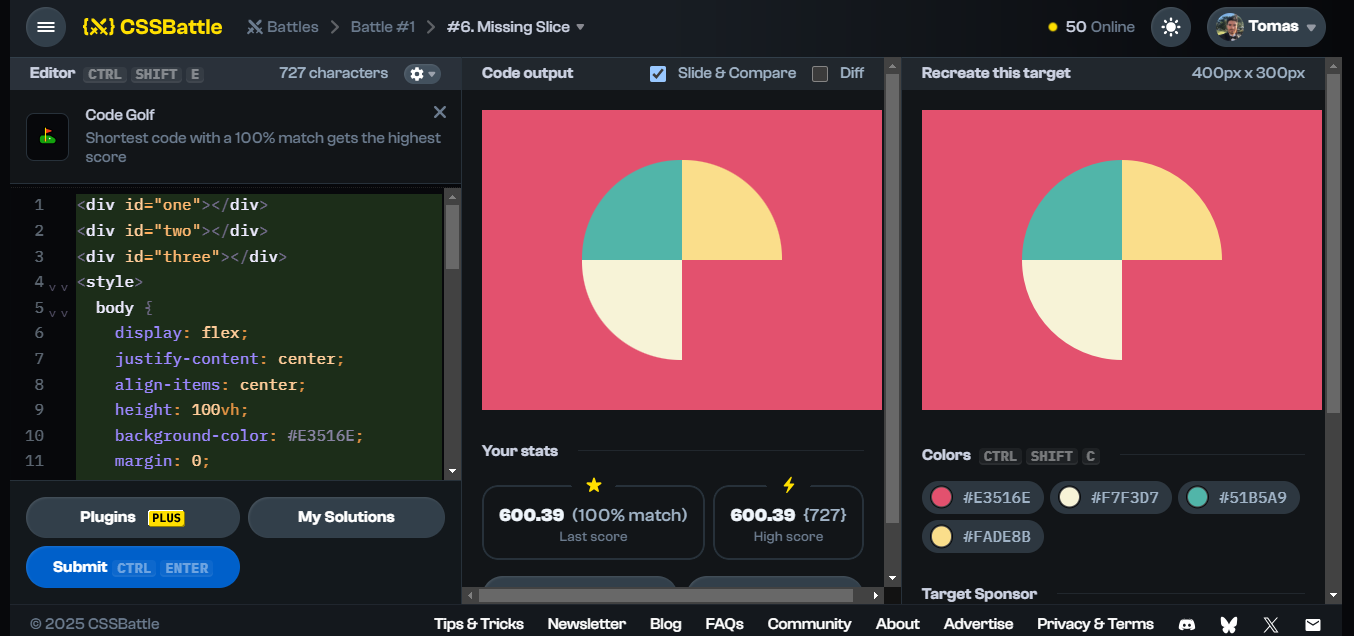 {X} CSSBattle
Battles
Battle #1
#6. Missing Slice
50 Online
Tomas
Editor CTRL SHIFT E
727 characters
Code output
Slide & Compare
Diff
Recreate this target
400px x 300px
Code Golf
Shortest code with a 100% match gets the highest
score
1 <div id="one"></div>
2 <div id="two"></div>
3 <div id="three"></div>
4 <style>
5 body {
6 display: flex;
7 justify-content: center;
8 align-items: center;
9 height: 100vh;
10 background-color: #E3516E;
11 margin: 0;
Plugins PLUS
My Solutions
Submit CTRL ENTER
Your stats
600.39 (100% match)
Last score
600.39 {727}
High score
Colors CTRL SHIFT C
#E3516E
#F7F3D7
#51B5A9
#FADE8B
Target Sponsor
© 2025 CSSBattle
Tips & Tricks
Newsletter
Blog
FAQs
Community
About
Advertise
Privacy & Terms